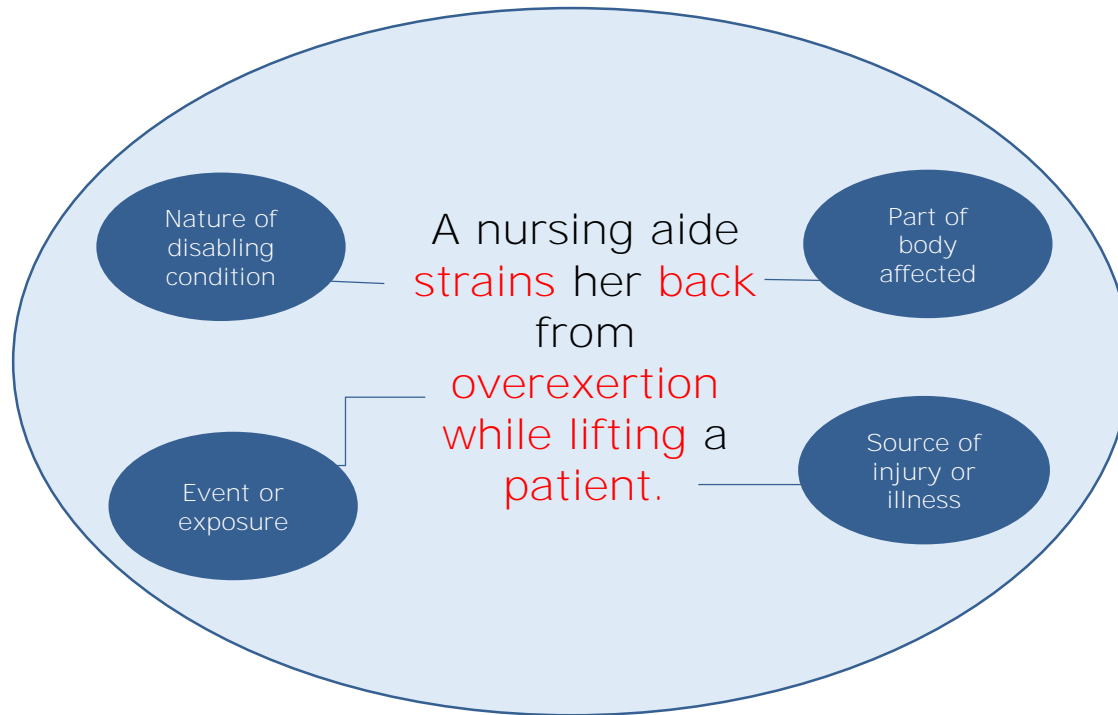 Nature of
disabling
condition
A nursing aide
strains her back
from
overexertion
while lifting a
patient.
Part of
body
affected
Event or
exposure
Source of
injury or
illness